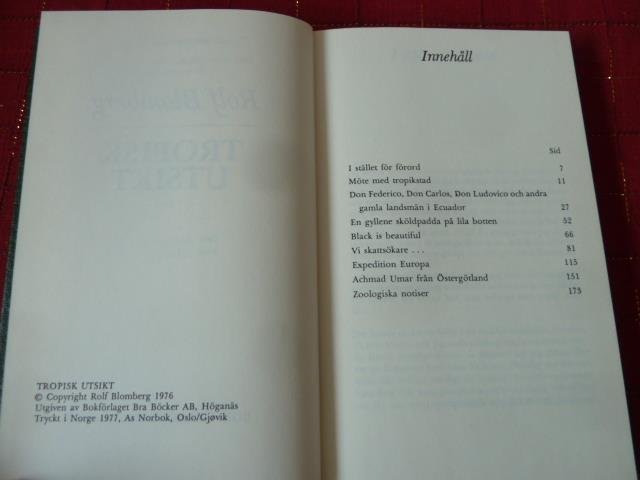 TROPISK UTSIKT
© Copyright Rolf Blomberg 1976
Utgiven av Bokförlaget Bra Böcker AB, Höganäs
Tryckt i Norge 1977, As Norbok, Oslo/Gjøvik
Innehåll
Sid
I stället för förord 7
Möte med tropikstad 11
Don Federico, Don Carlos, Don Ludovico och andra
gamla landsmän i Ecuador 27
En gyllene sköldpadda på lila botten 52
Black is beautiful 66
Vi skattsökare . . . 81
Expedition Europa 115
Achmad Umar från Östergötland 151
Zoologiska notiser 173